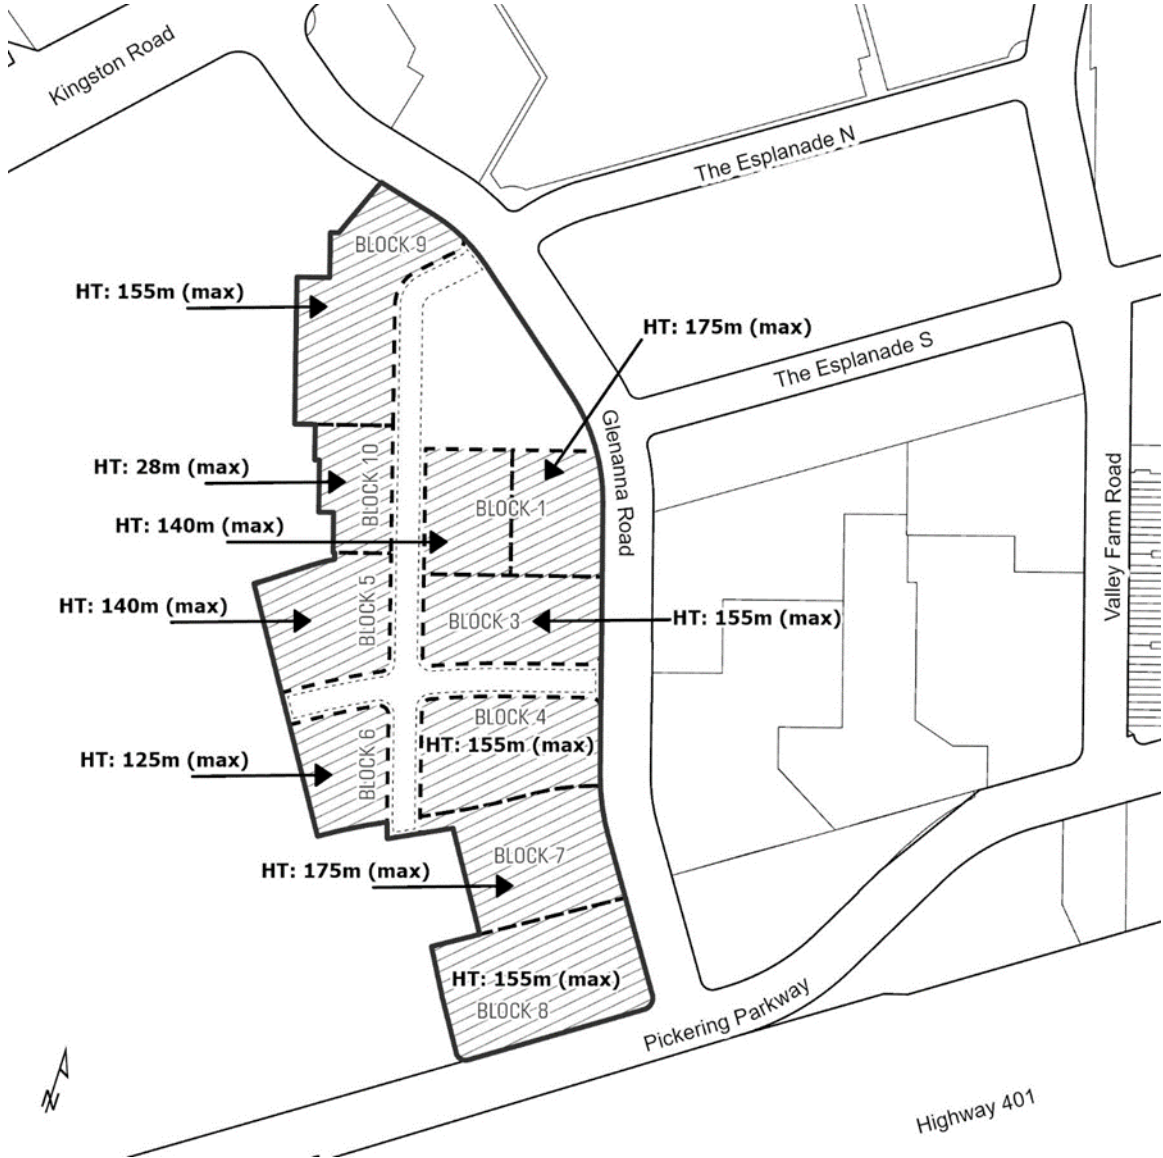 Kingston Road
The Esplanade N
BLOCK 9
HT: 155m (max)
HT: 175m (max)
The Esplanade S
Glenanna Road
HT: 28m (max)
BLOCK 10
Valley Farm Road
BLOCK 1
HT: 140m (max)
HT: 140m (max)
BLOCK 5
BLOCK 3
HT: 155m (max)
BLOCK 4
HT: 155m (max)
HT: 125m (max)
BLOCK 6
BLOCK 7
HT: 175m (max)
HT: 155m (max)
BLOCK 8
Pickering Parkway
N
Highway 401